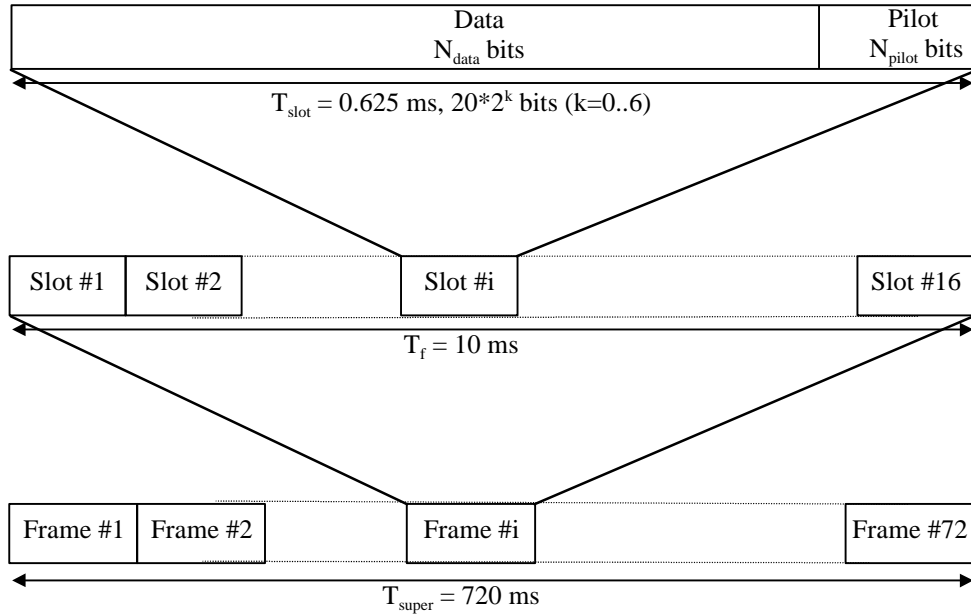 Data
N_data bits
Pilot
N_pilot bits
T_slot = 0.625 ms, 20*2^k bits (k=0..6)
Slot #1
Slot #2
Slot #i
Slot #16
T_f = 10 ms
Frame #1
Frame #2
Frame #i
Frame #72
T_super = 720 ms